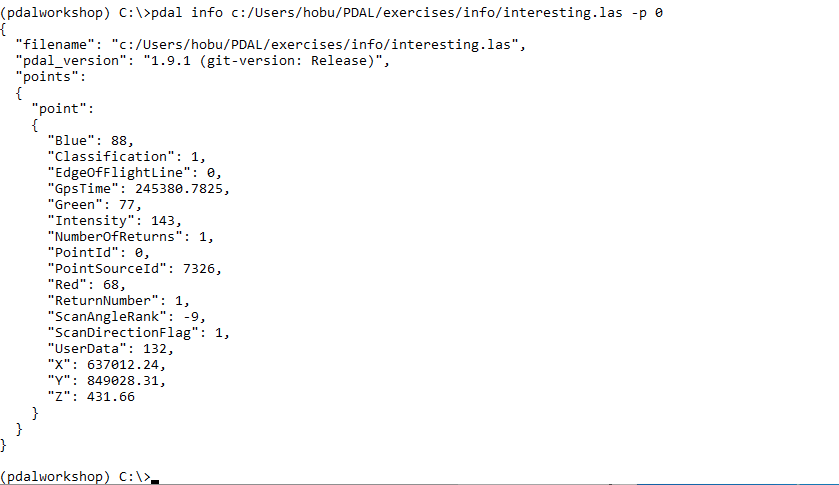 (pdalworkshop) C:\>pdal info c:/Users/hobu/PDAL/exercises/info/interesting.las -p 0
{
  "filename": "c:/Users/hobu/PDAL/exercises/info/interesting.las",
  "pdal_version": "1.9.1 (git-version: Release)",
  "points":
  {
    "point":
    {
      "Blue": 88,
      "Classification": 1,
      "EdgeOfFlightLine": 0,
      "GpsTime": 245380.7825,
      "Green": 77,
      "Intensity": 143,
      "NumberOfReturns": 1,
      "PointId": 0,
      "PointSourceId": 7326,
      "Red": 68,
      "ReturnNumber": 1,
      "ScanAngleRank": -9,
      "ScanDirectionFlag": 1,
      "UserData": 132,
      "X": 637012.24,
      "Y": 849028.31,
      "Z": 431.66
    }
  }
}
(pdalworkshop) C:\>